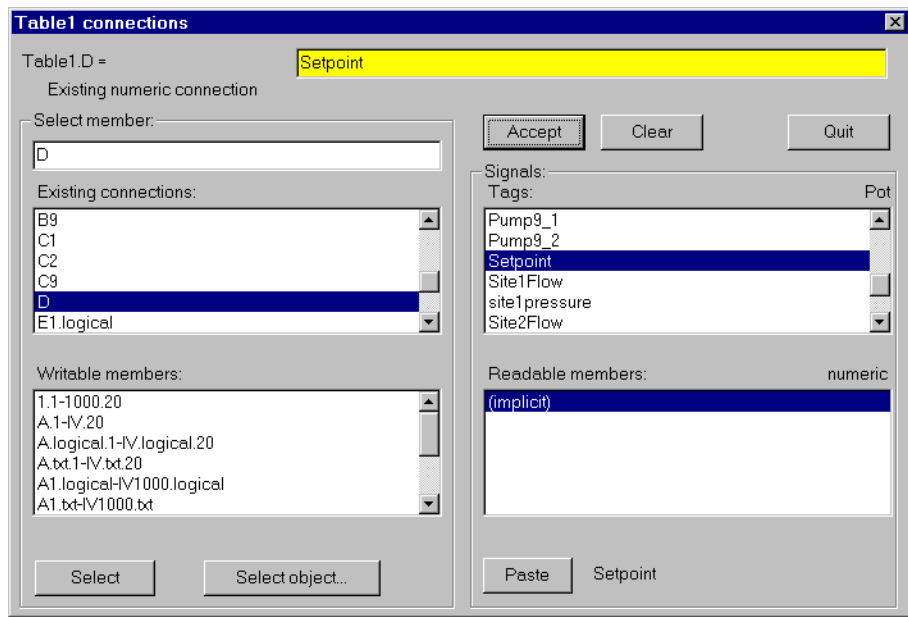 Table1 connections
Table1.D =
Setpoint
Existing numeric connection
Select member:
D
Existing connections:
B9
C1
C2
C9
D
E1.logical
Writable members:
1.1-1000.20
A.1-IV.20
A.logical.1-IV.logical.20
A.txt.1-IV.txt.20
A1.logical-IV1000.logical
A1.txt-IV1000.txt
Select
Select object...
Accept
Clear
Quit
Signals:
Tags:
Pot
Pump9_1
Pump9_2
Setpoint
Site1Flow
site1pressure
Site2Flow
Readable members:
numeric
(implicit)
Paste
Setpoint